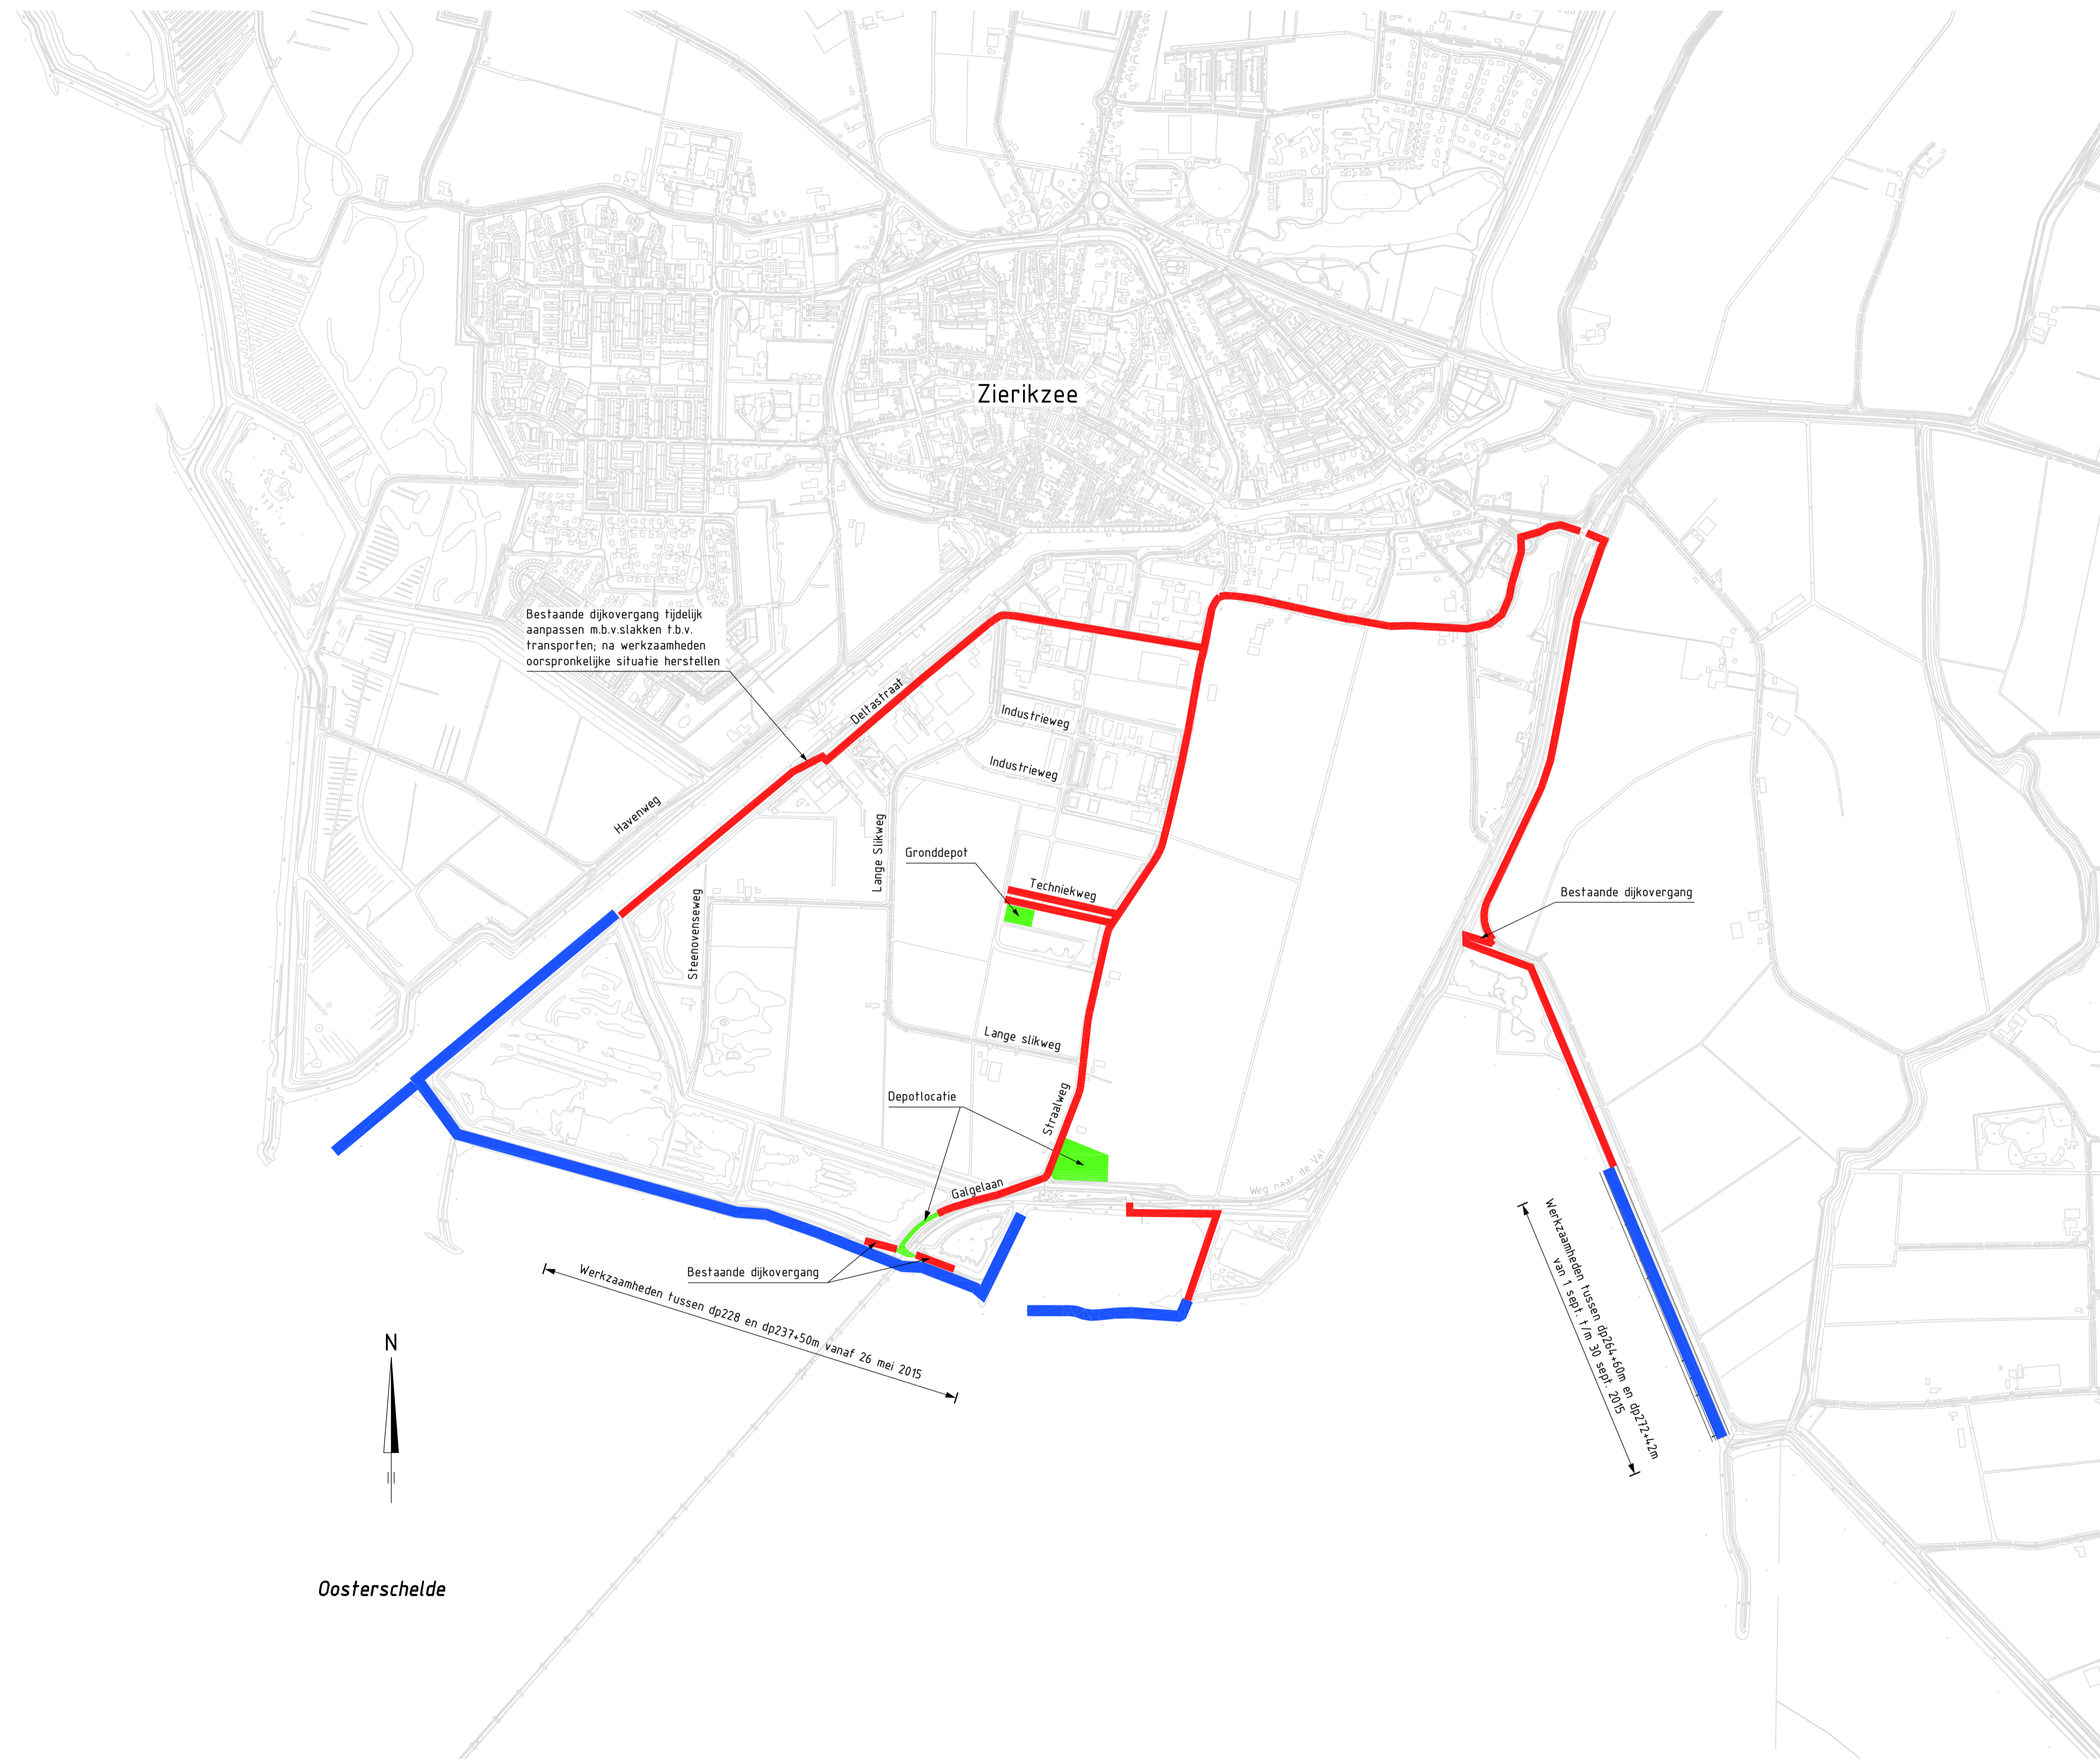 Zierikzee
Bestaande dijkovergang tijdelijk
aanpassen m.b.v.slakken t.b.v.
transporten; na werkzaamheden
oorspronkelijke situatie herstellen
Deltastraat
Industrieweg
Industrieweg
Havenweg
Lange Slikweg
Gronddepot
Techniekweg
Bestaande dijkovergang
Steenovenseweg
Lange slikweg
Depotlocatie
Straalweg
Galgelaan
Weg naar de Val
Bestaande dijkovergang
Werkzaamheden tussen dp228 en dp237+50m vanaf 26 mei 2015
Werkzaamheden tussen dp264+60m en dp272+42m
van 1 sept. t/m 30 sept. 2015
N
Oosterschelde